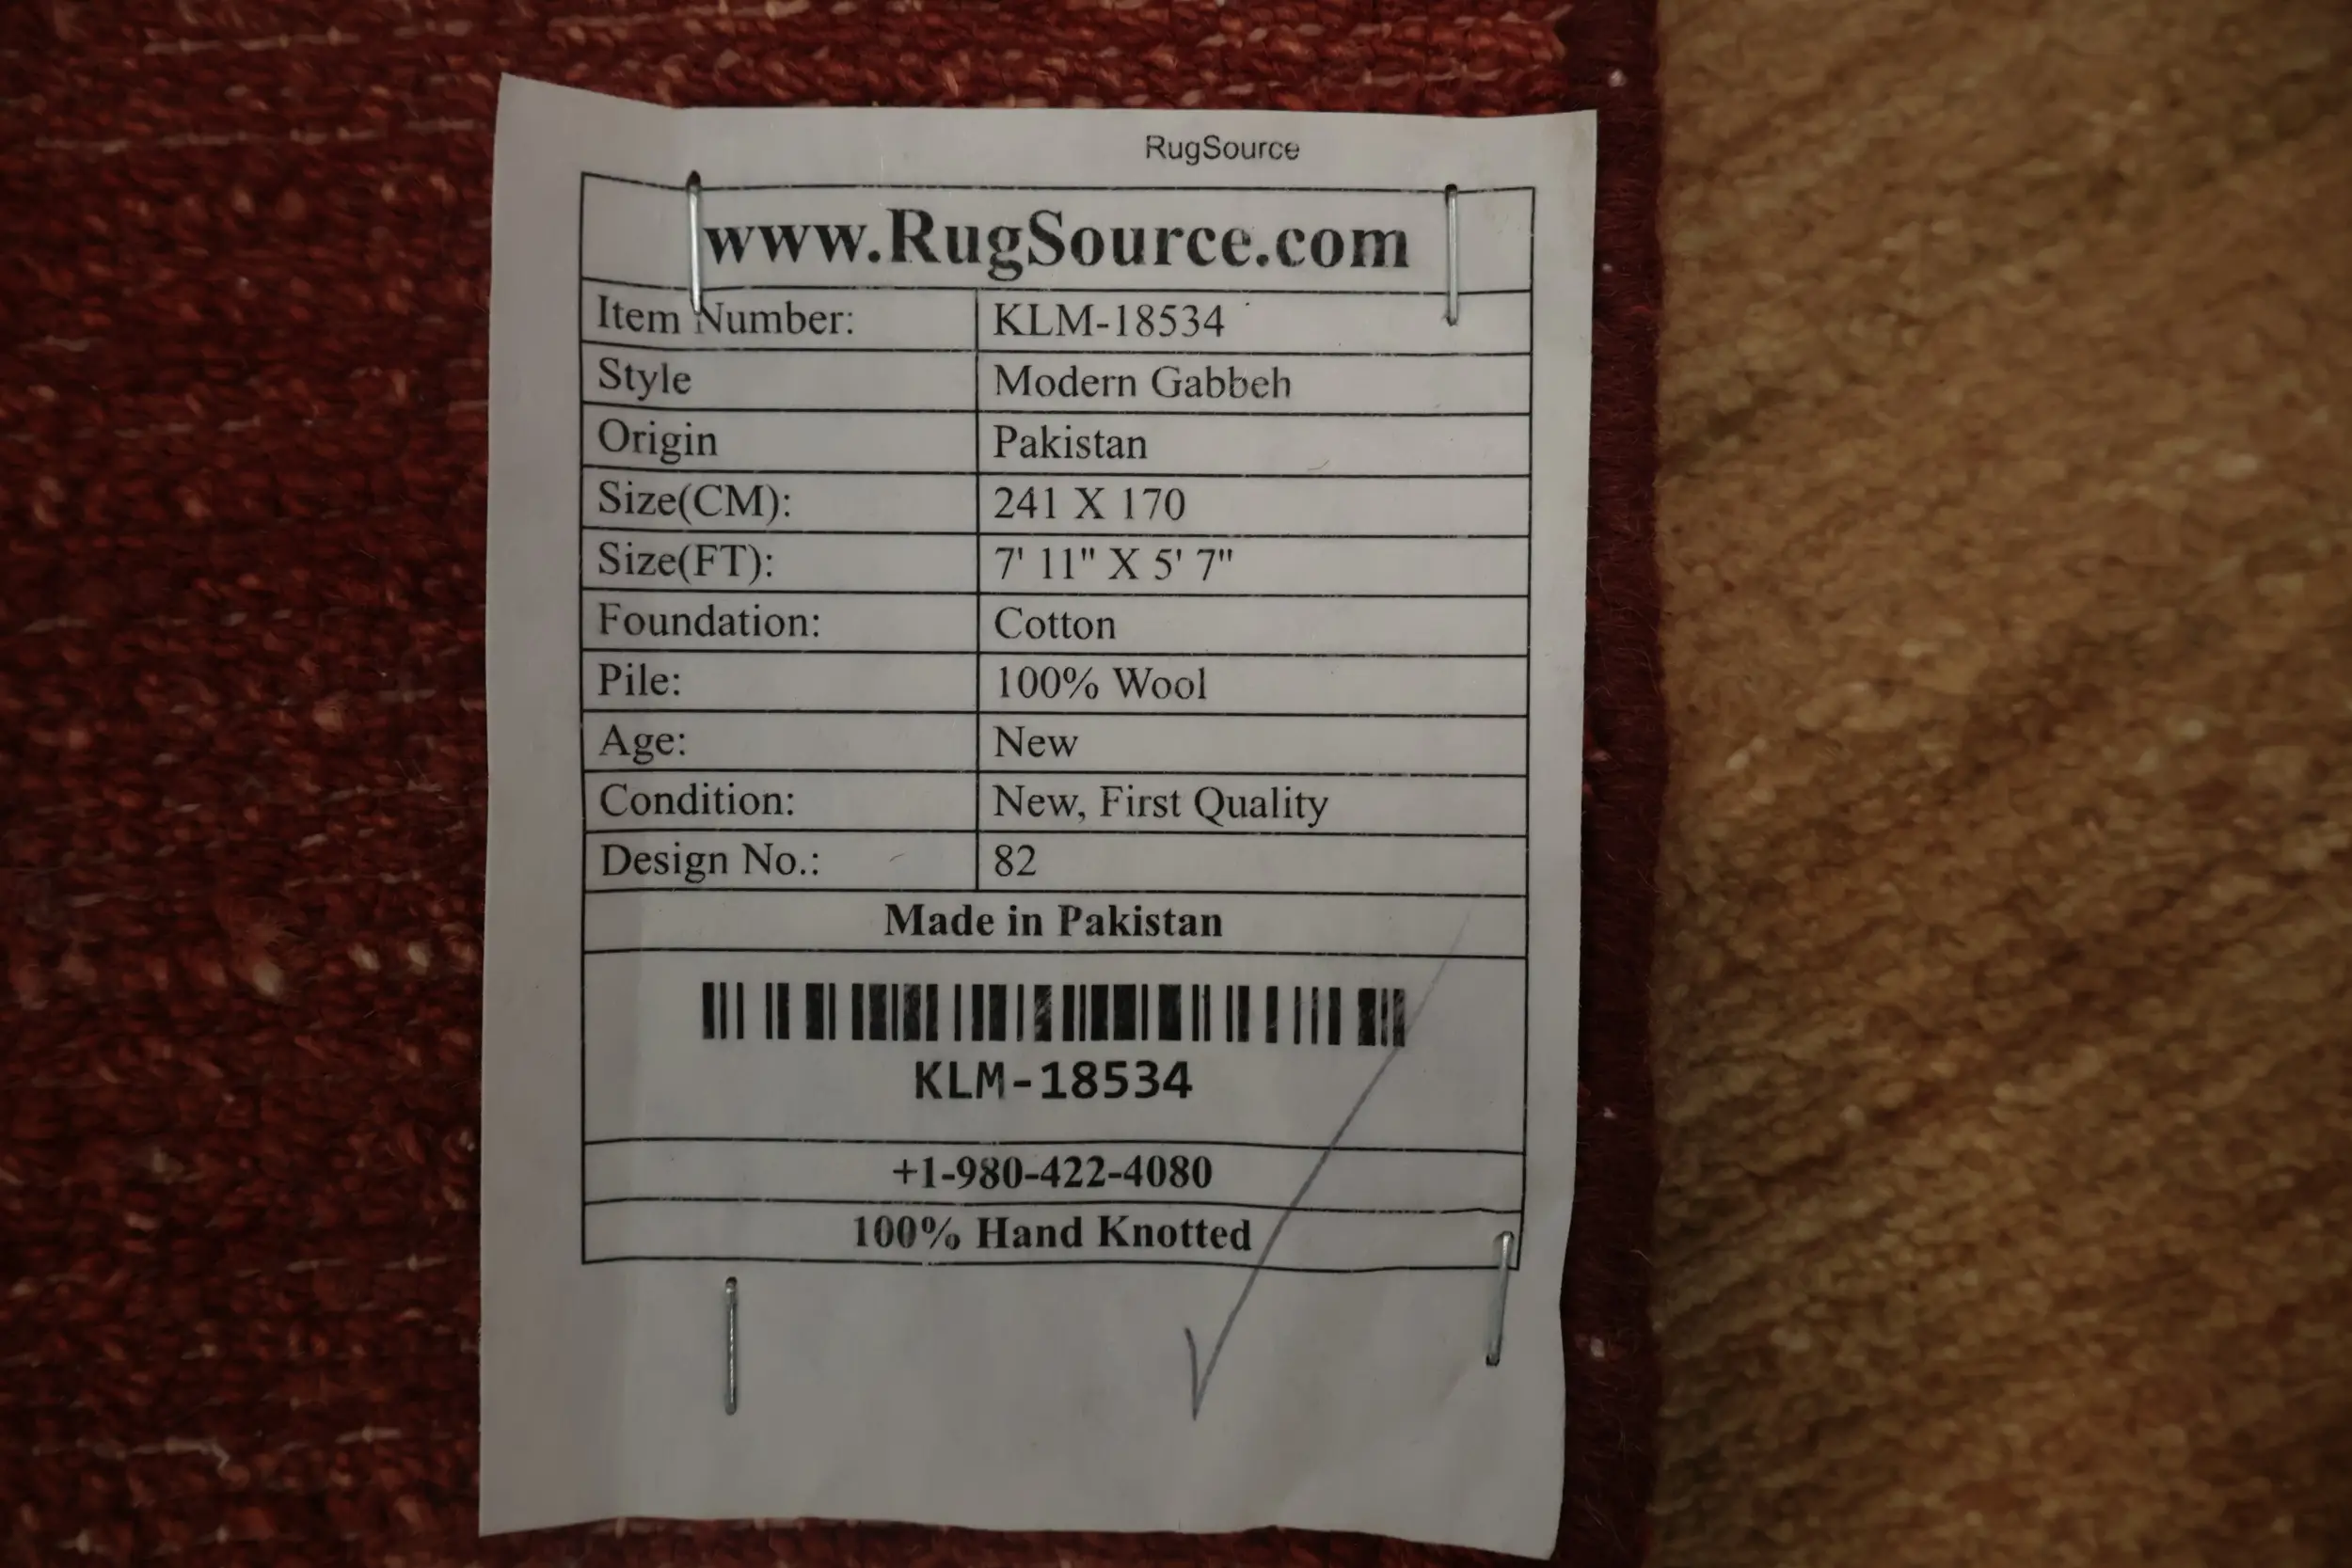 RugSource
www.RugSource.com
Item Number: KLM-18534
Style Modern Gabbeh
Origin Pakistan
Size(CM): 241 X 170
Size(FT): 7' 11" X 5' 7"
Foundation: Cotton
Pile: 100% Wool
Age: New
Condition: New, First Quality
Design No.: 82
Made in Pakistan
KLM-18534
+1-980-422-4080
100% Hand Knotted